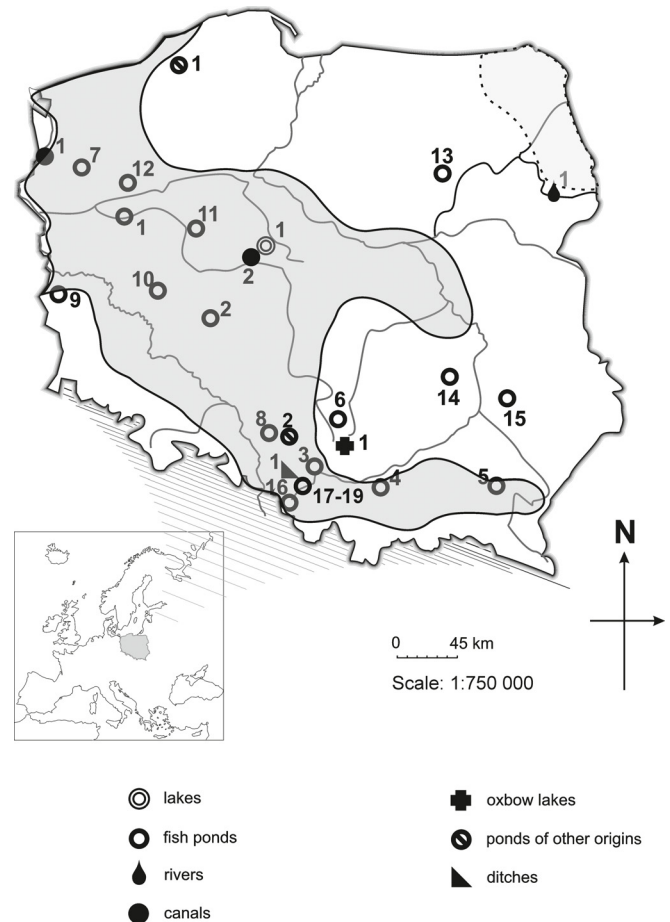 1
1
7
12
13
1
1
11
1
2
10
9
2
6
14
15
8
2
1
1
3
16
17-19
4
5
N
0 45 km
Scale: 1:750 000
lakes
fish ponds
rivers
canals
oxbow lakes
ponds of other origins
ditches